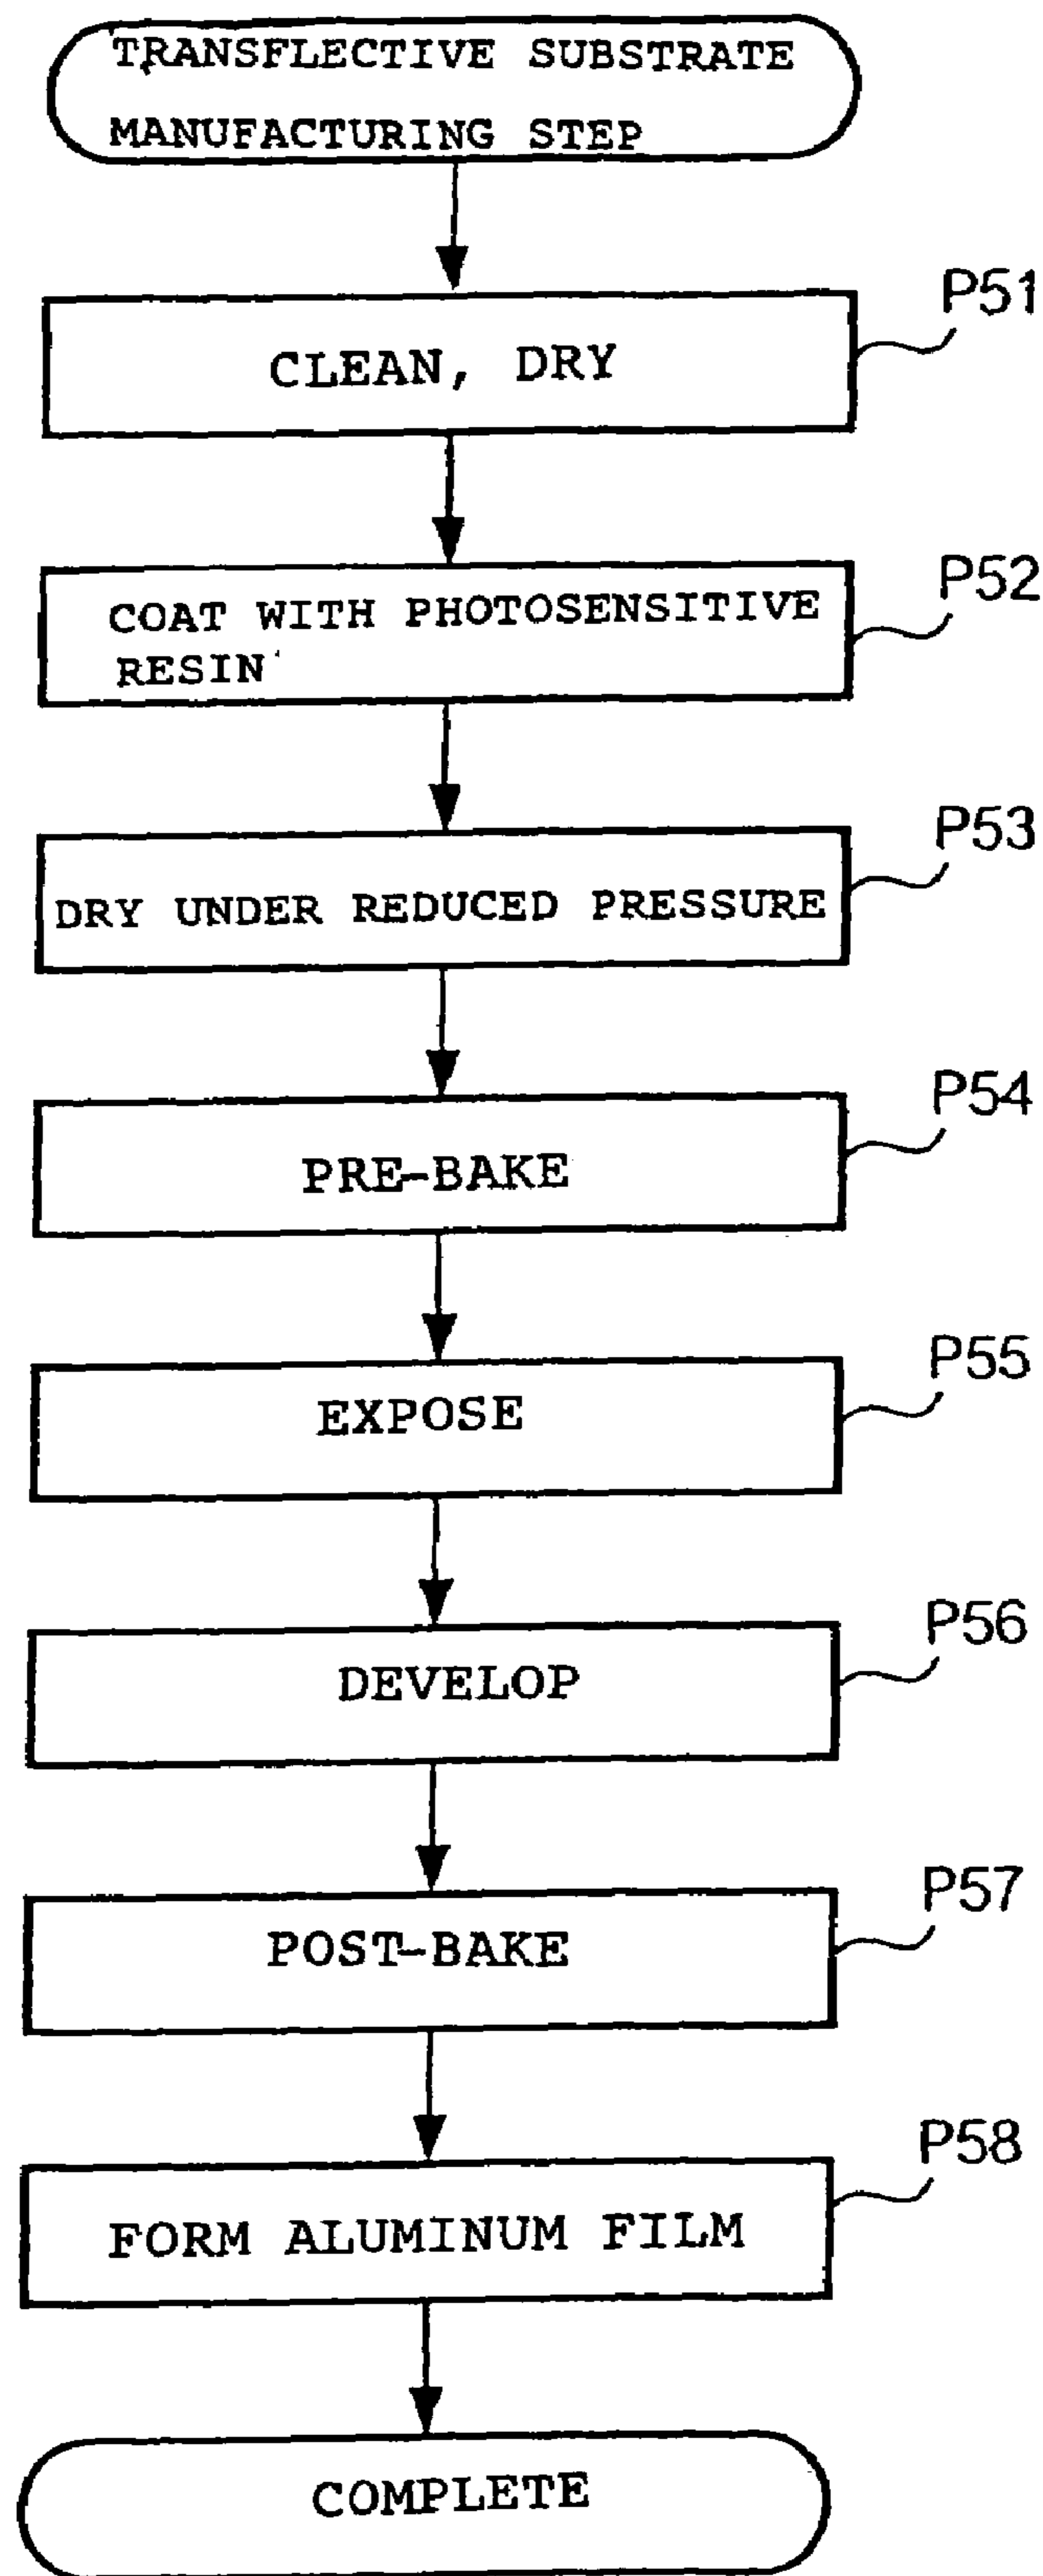 TRANSFLECTIVE SUBSTRATE
MANUFACTURING STEP
P51
CLEAN, DRY
P52
COAT WITH PHOTOSENSITIVE
RESIN
P53
DRY UNDER REDUCED PRESSURE
P54
PRE-BAKE
P55
EXPOSE
P56
DEVELOP
P57
POST-BAKE
P58
FORM ALUMINUM FILM
COMPLETE